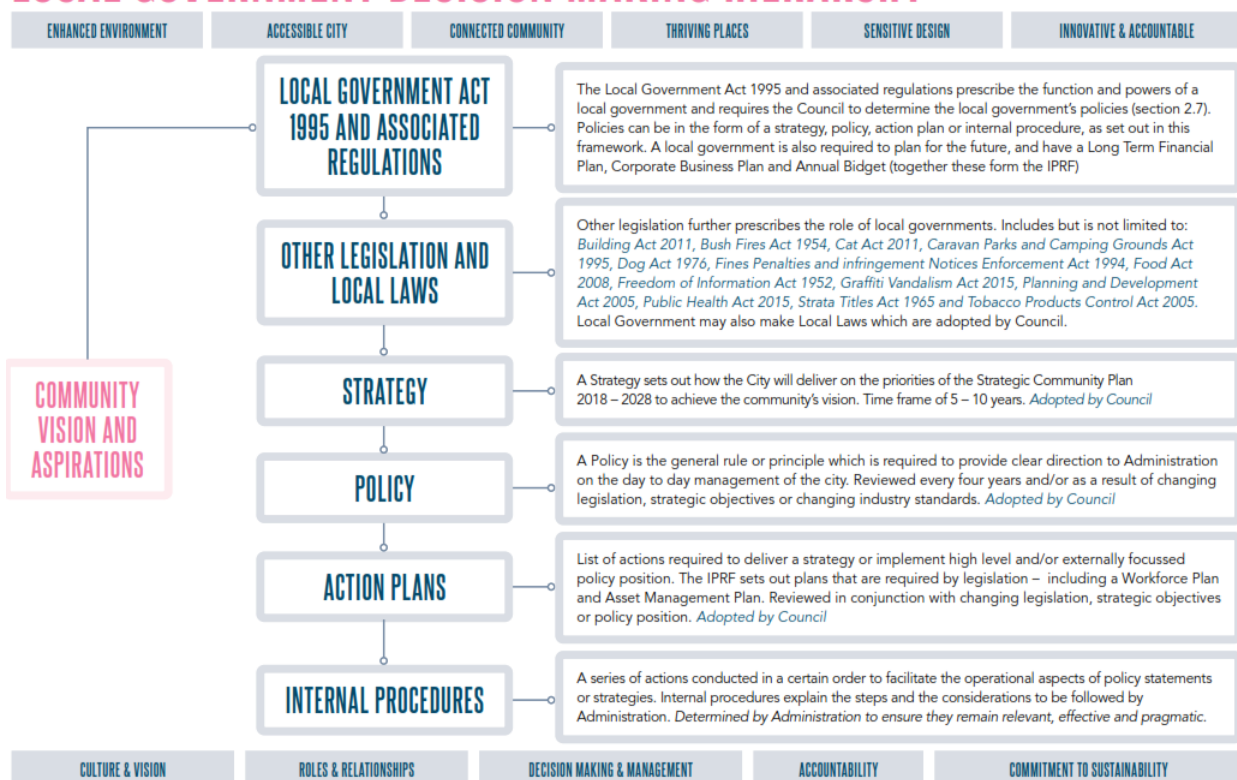 LOCAL GOVERNMENT DECISION MAKING HIERARCHY
ENHANCED ENVIRONMENT
ACCESSIBLE CITY
CONNECTED COMMUNITY
THRIVING PLACES
SENSITIVE DESIGN
INNOVATIVE & ACCOUNTABLE
LOCAL GOVERNMENT ACT
1995 AND ASSOCIATED
REGULATIONS
The Local Government Act 1995 and associated regulations prescribe the function and powers of a
local government and requires the Council to determine the local government's policies (section 2.7).
Policies can be in the form of a strategy, policy, action plan or internal procedure, as set out in this
framework. A local government is also required to plan for the future, and have a Long Term Financial
Plan, Corporate Business Plan and Annual Budget (together these form the IPRF)
OTHER LEGISLATION AND
LOCAL LAWS
Other legislation further prescribes the role of local governments. Includes but is not limited to:
Building Act 2011, Bush Fires Act 1954, Cat Act 2011, Caravan Parks and Camping Grounds Act
1995, Dog Act 1976, Fines Penalties and infringement Notices Enforcement Act 1994, Food Act
2008, Freedom of Information Act 1952, Graffiti Vandalism Act 2015, Planning and Development
Act 2005, Public Health Act 2015, Strata Titles Act 1965 and Tobacco Products Control Act 2005.
Local Government may also make Local Laws which are adopted by Council.
COMMUNITY
VISION AND
ASPIRATIONS
STRATEGY
A Strategy sets out how the City will deliver on the priorities of the Strategic Community Plan
2018 – 2028 to achieve the community's vision. Time frame of 5 – 10 years. Adopted by Council
POLICY
A Policy is the general rule or principle which is required to provide clear direction to Administration
on the day to day management of the city. Reviewed every four years and/or as a result of changing
legislation, strategic objectives or changing industry standards. Adopted by Council
ACTION PLANS
List of actions required to deliver a strategy or implement high level and/or externally focussed
policy position. The IPRF sets out plans that are required by legislation – including a Workforce Plan
and Asset Management Plan. Reviewed in conjunction with changing legislation, strategic objectives
or policy position. Adopted by Council
INTERNAL PROCEDURES
A series of actions conducted in a certain order to facilitate the operational aspects of policy statements
or strategies. Internal procedures explain the steps and the considerations to be followed by
Administration. Determined by Administration to ensure they remain relevant, effective and pragmatic.
CULTURE & VISION
ROLES & RELATIONSHIPS
DECISION MAKING & MANAGEMENT
ACCOUNTABILITY
COMMITMENT TO SUSTAINABILITY